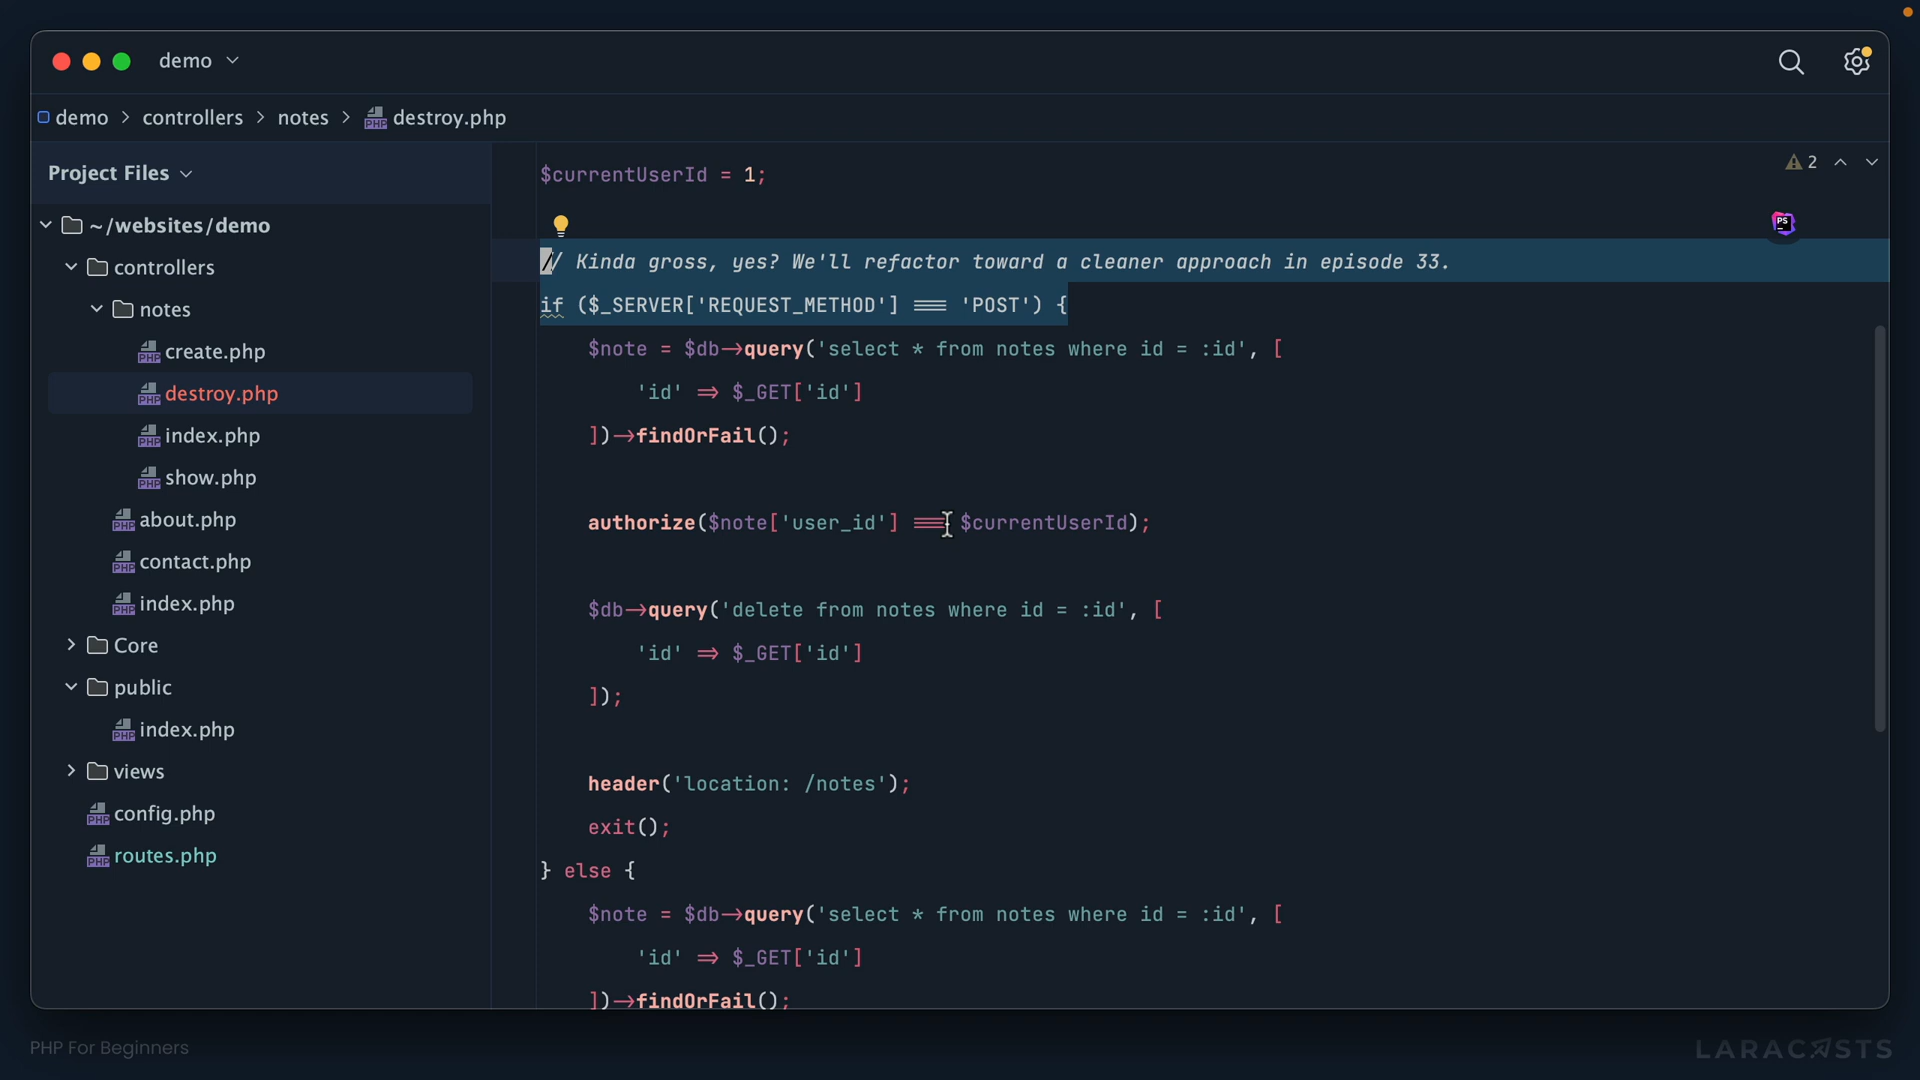 demo
demo > controllers > notes > destroy.php
Project Files
~/websites/demo
controllers
notes
create.php
destroy.php
index.php
show.php
about.php
contact.php
index.php
Core
public
index.php
views
config.php
routes.php
2
$currentUserId = 1;
// Kinda gross, yes? We'll refactor toward a cleaner approach in episode 33.
if ($_SERVER['REQUEST_METHOD'] === 'POST') {
$note = $db->query('select * from notes where id = :id', [
'id' => $_GET['id']
])->findOrFail();
authorize($note['user_id'] === $currentUserId);
$db->query('delete from notes where id = :id', [
'id' => $_GET['id']
]);
header('location: /notes');
exit();
} else {
$note = $db->query('select * from notes where id = :id', [
'id' => $_GET['id']
])->findOrFail();
PHP For Beginners
LARACASTS